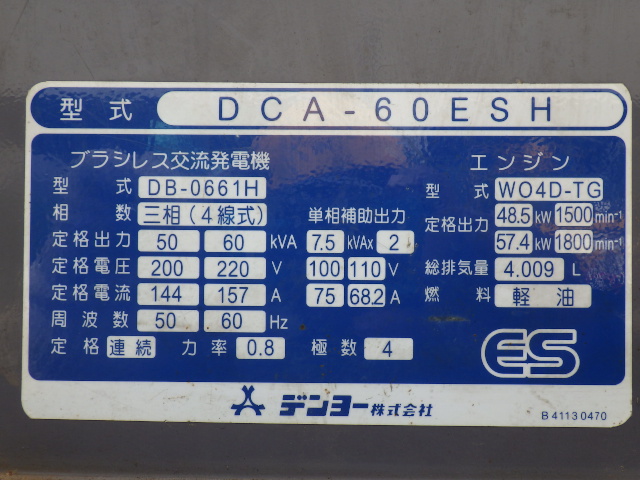 型式 DCA-60ESH
ブラシレス交流発電機
型式 DB-0661H
相数 三相(4線式)
定格出力 50 60 kVA
定格電圧 200 220 V
定格電流 144 157 A
周波数 50 60 Hz
定格 連続 力率 0.8 極数 4
単相補助出力
7.5 kVAx 2
100 110 V
75 68.2 A
エンジン
型式 WO4D-TG
定格出力 48.5 kW 1500 min⁻¹
57.4 kW 1800 min⁻¹
総排気量 4.009 L
燃料 軽油
ES
デンヨー株式会社
B41130470